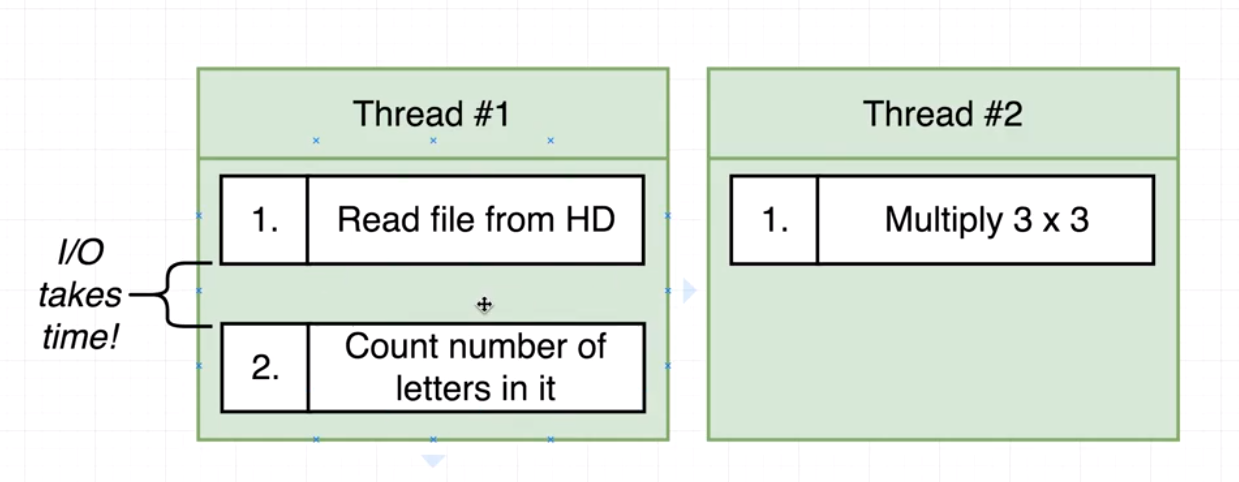 Thread #1
1. Read file from HD
I/O
takes
time!
2. Count number of
letters in it
Thread #2
1. Multiply 3 x 3